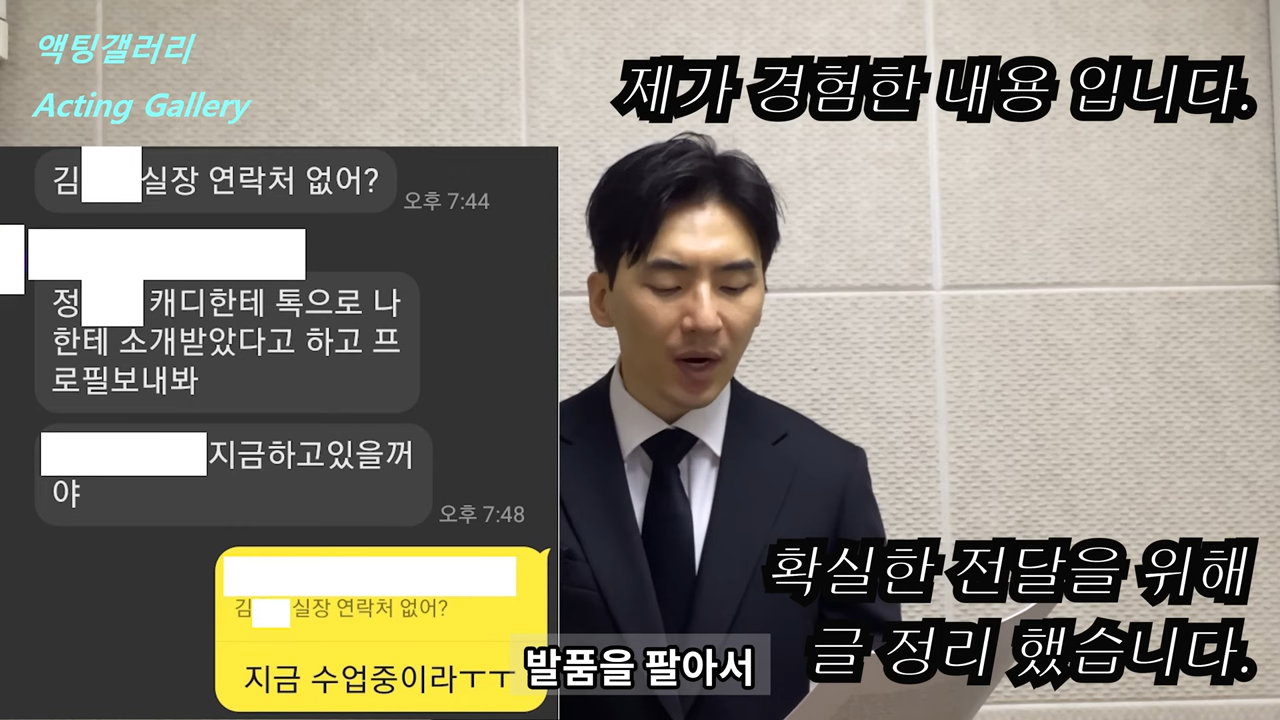 액팅갤러리
Acting Gallery
제가 경험한 내용 입니다.
김 실장 연락처 없어?
오후 7:44
정 캐디한테 톡으로 나
한테 소개받았다고 하고 프
로필보내봐
지금하고있을꺼
야
오후 7:48
김 실장 연락처 없어?
지금 수업중이라ㅜㅜ
발품을 팔아서
확실한 전달을 위해
글 정리 했습니다.